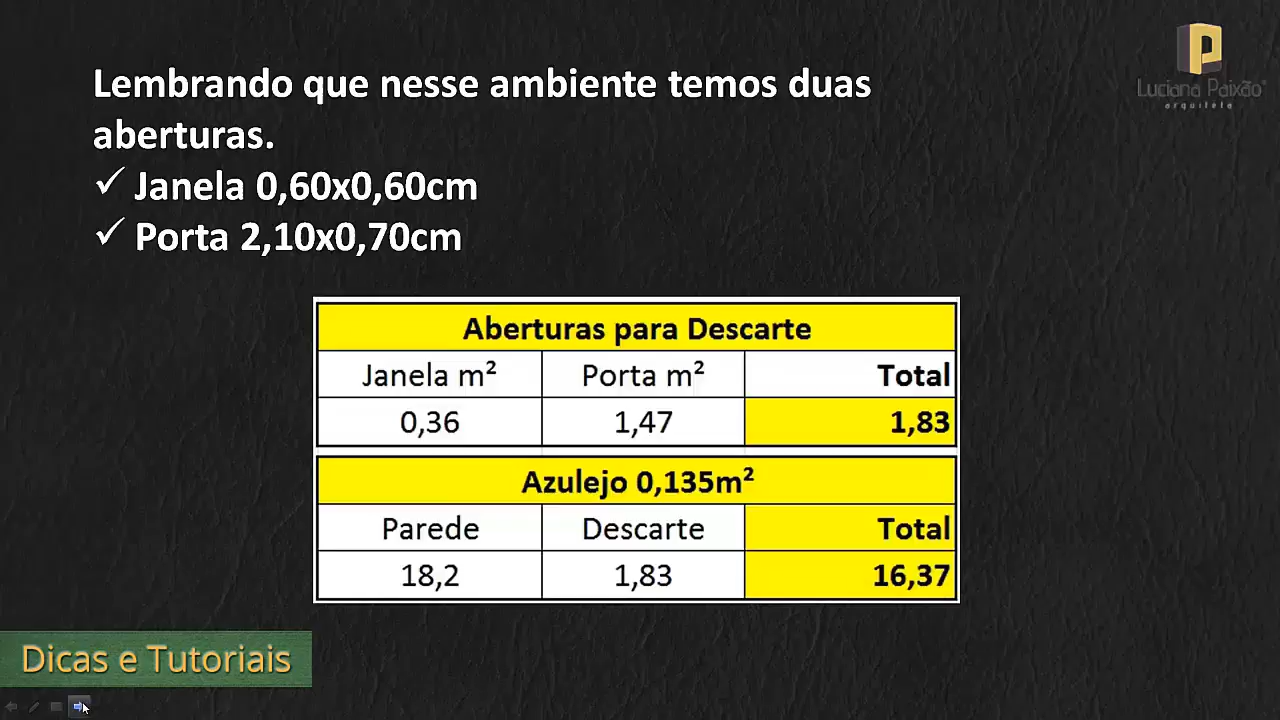 Luciana Paixão®
arquiteta
Lembrando que nesse ambiente temos duas
aberturas.
✓ Janela 0,60x0,60cm
✓ Porta 2,10x0,70cm
Aberturas para Descarte
Janela m² Porta m² Total
0,36 1,47 1,83
Azulejo 0,135m²
Parede Descarte Total
18,2 1,83 16,37
Dicas e Tutoriais